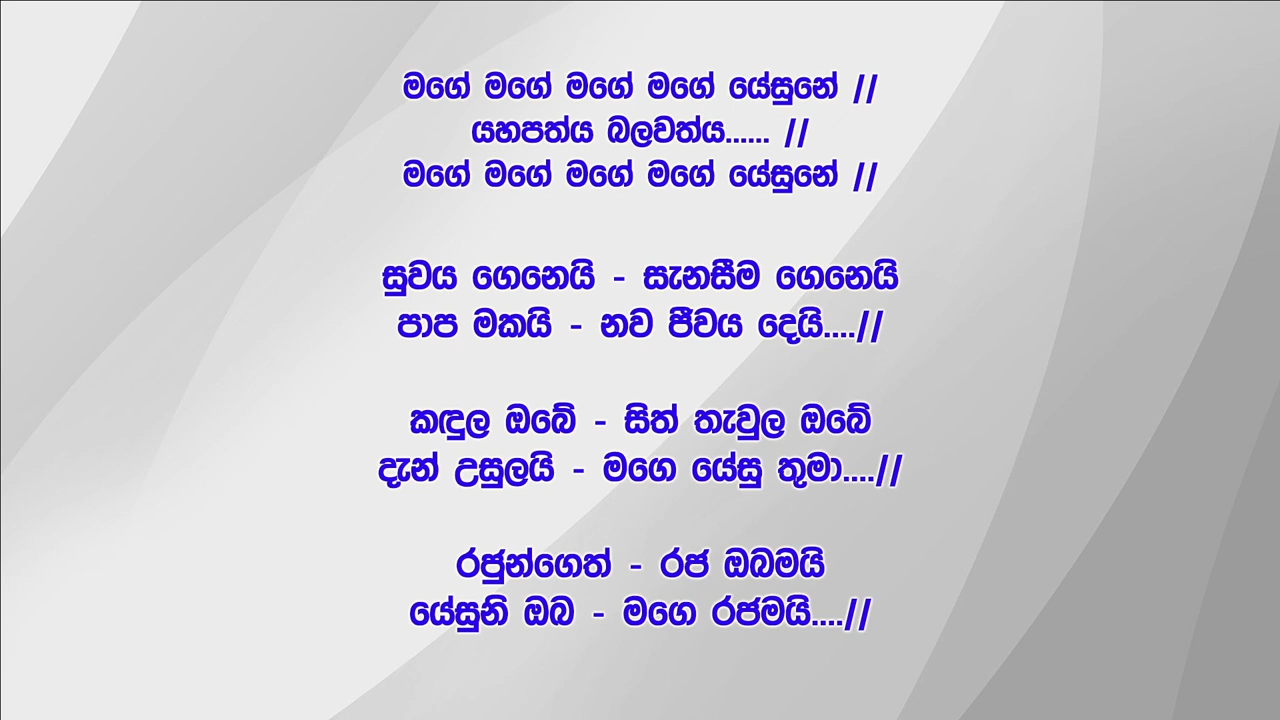 මගේ මගේ මගේ මගේ යේසුනේ //
යහපත්ය බලවත්ය...... //
මගේ මගේ මගේ මගේ යේසුනේ //
සුවය ගෙනෙයි - සැනසීම ගෙනෙයි
පාප මකයි - නව ජීවය දෙයි....//
කඳුල ඔබේ - සිත් තැවුල ඔබේ
දැන් උසුලයි - මගෙ යේසු තුමා....//
රජුන්ගෙත් - රජ ඔබමයි
යේසුනි ඔබ - මගෙ රජමයි....//